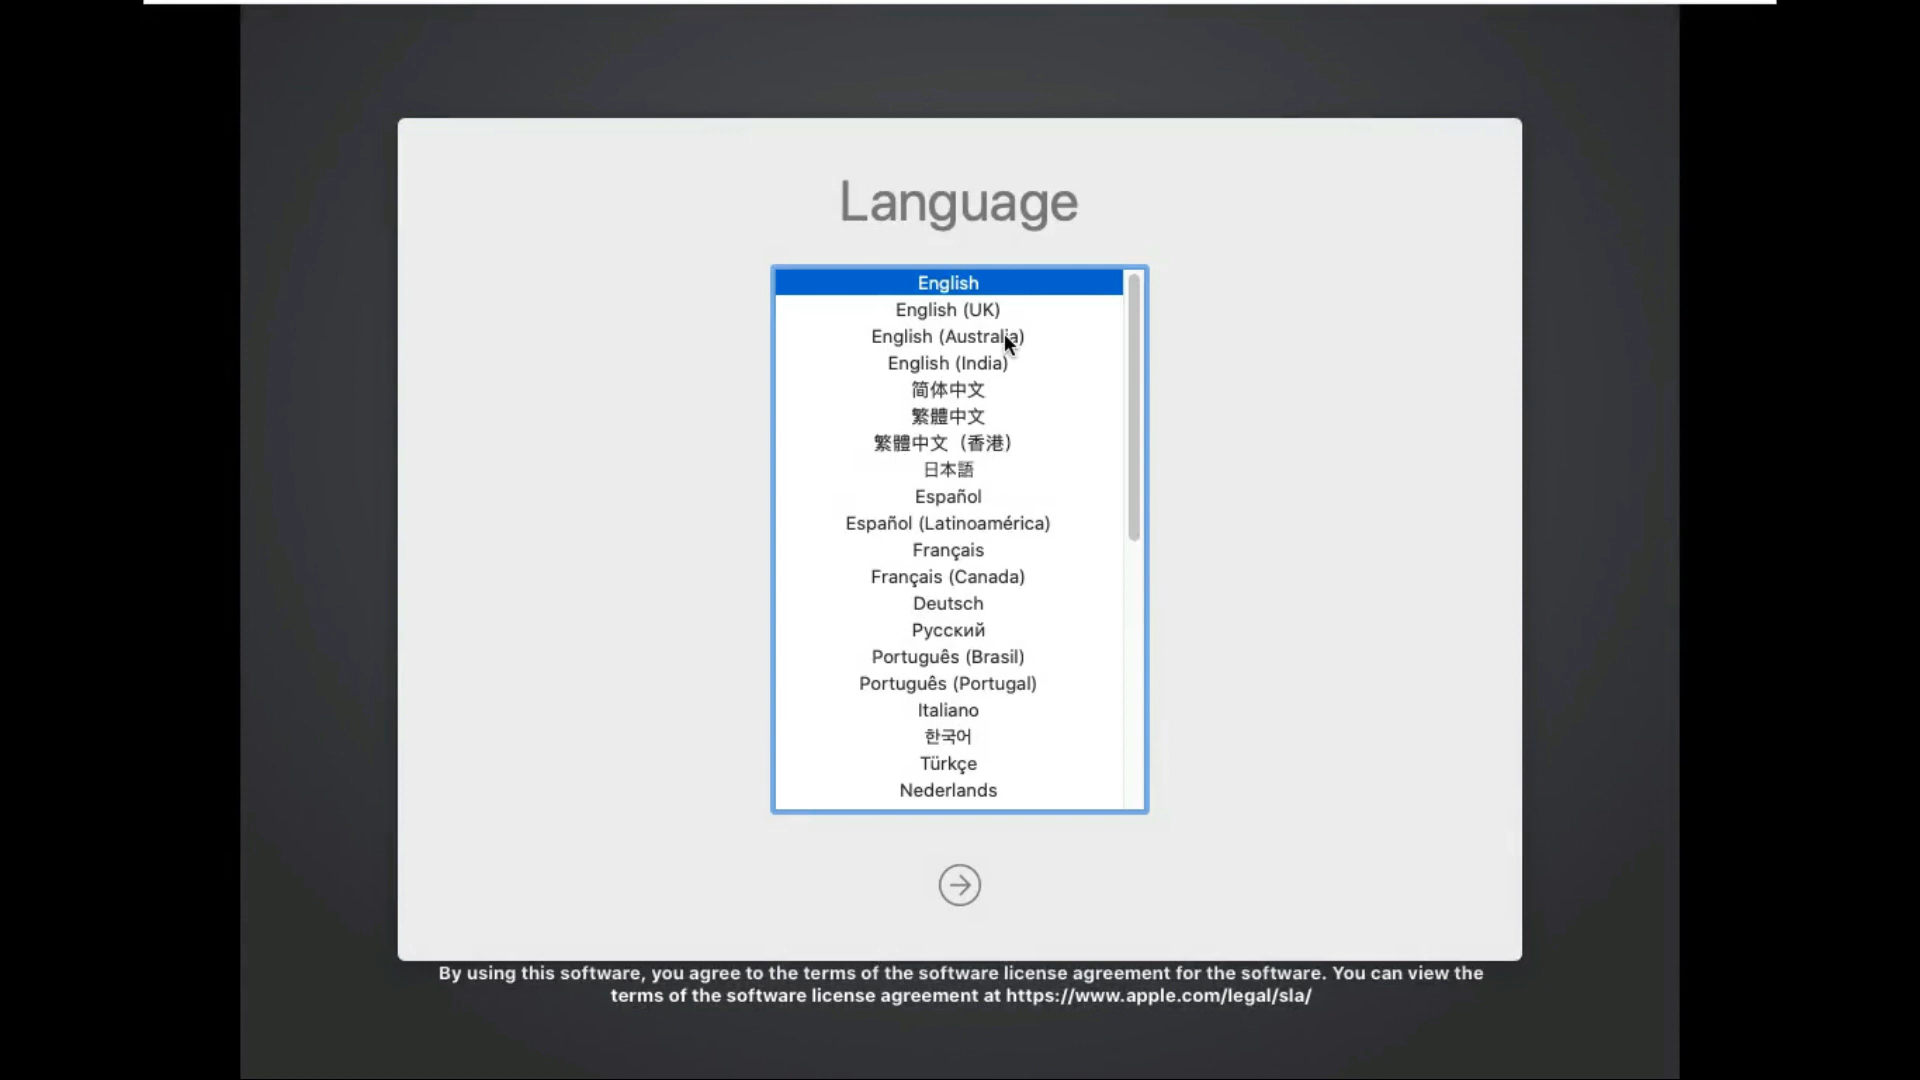 Language
English
English (UK)
English (Australia)
English (India)
简体中文
繁體中文
繁體中文（香港）
日本語
Español
Español (Latinoamérica)
Français
Français (Canada)
Deutsch
Русский
Português (Brasil)
Português (Portugal)
Italiano
한국어
Türkçe
Nederlands
By using this software, you agree to the terms of the software license agreement for the software. You can view the
terms of the software license agreement at https://www.apple.com/legal/sla/